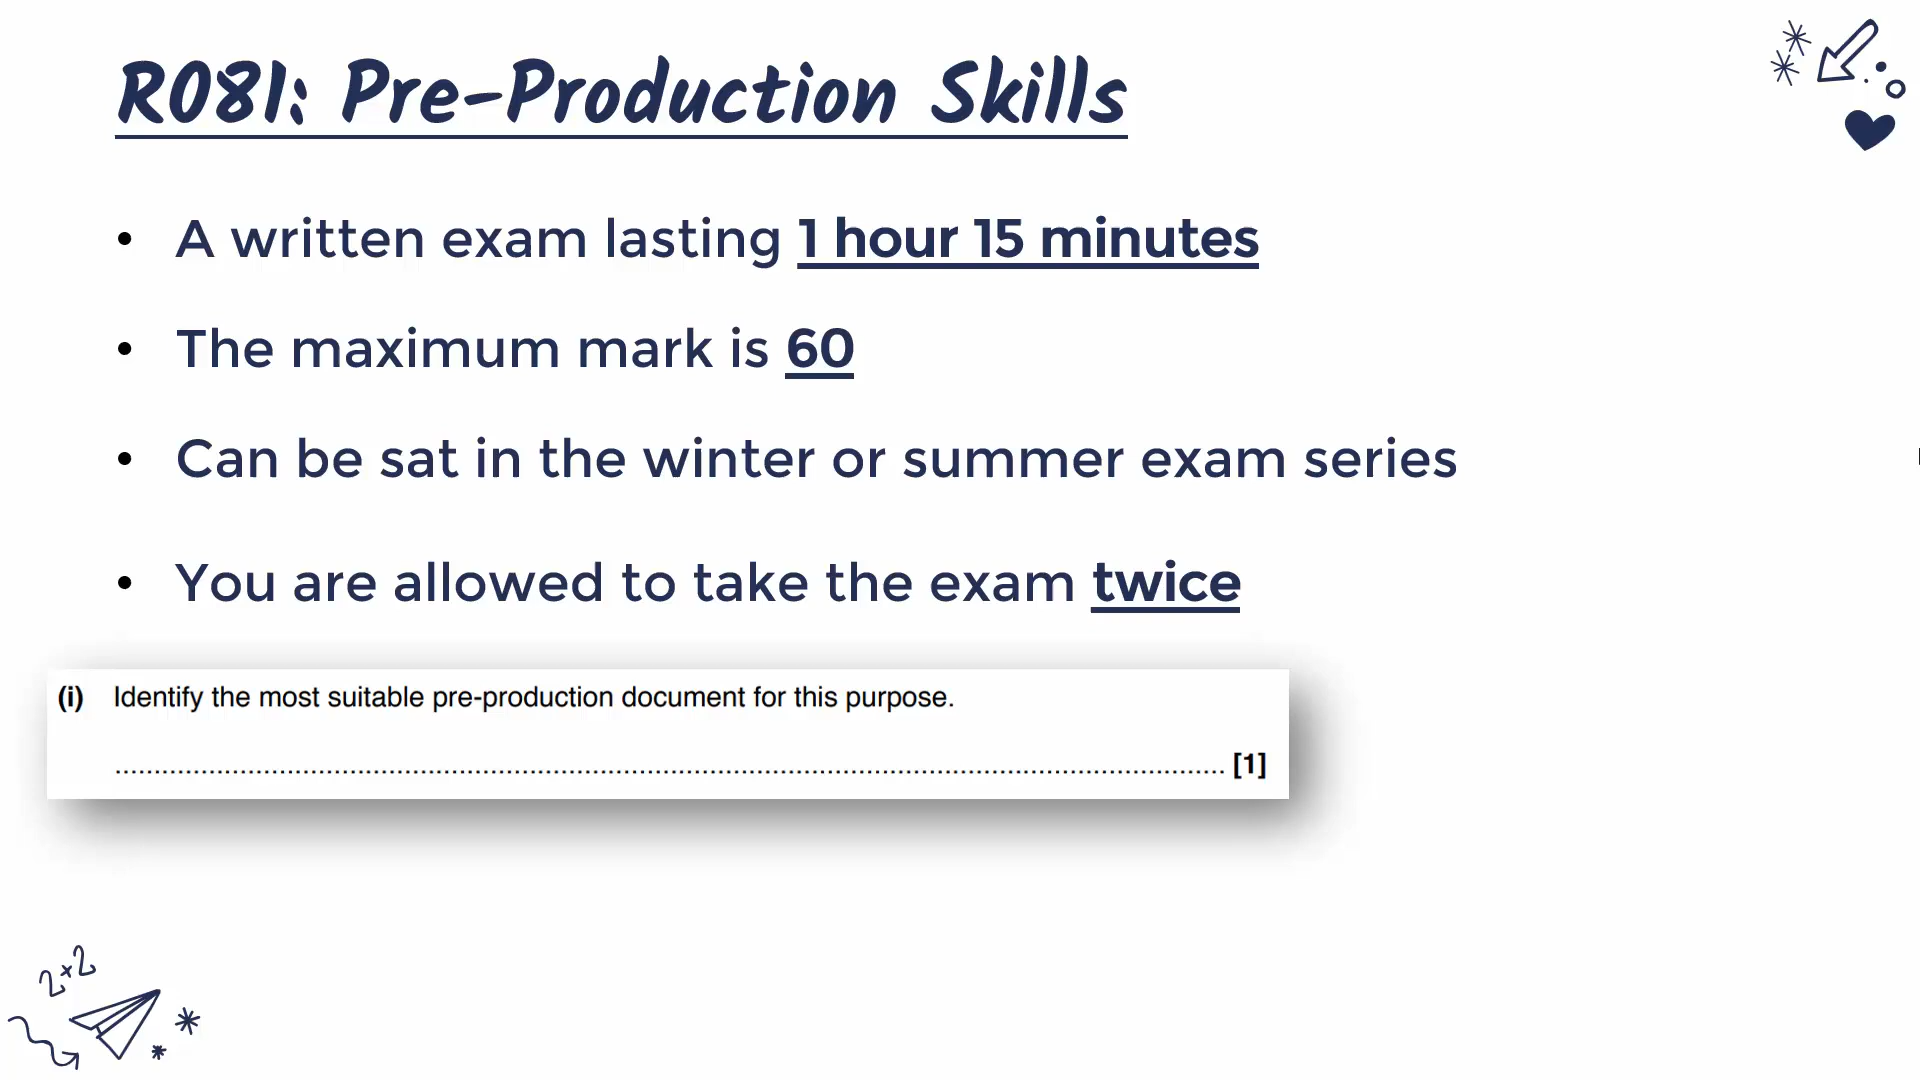 R081: Pre-Production Skills
• A written exam lasting 1 hour 15 minutes
• The maximum mark is 60
• Can be sat in the winter or summer exam series
• You are allowed to take the exam twice
(i) Identify the most suitable pre-production document for this purpose.
.......................................................................................................................................... [1]
2×2